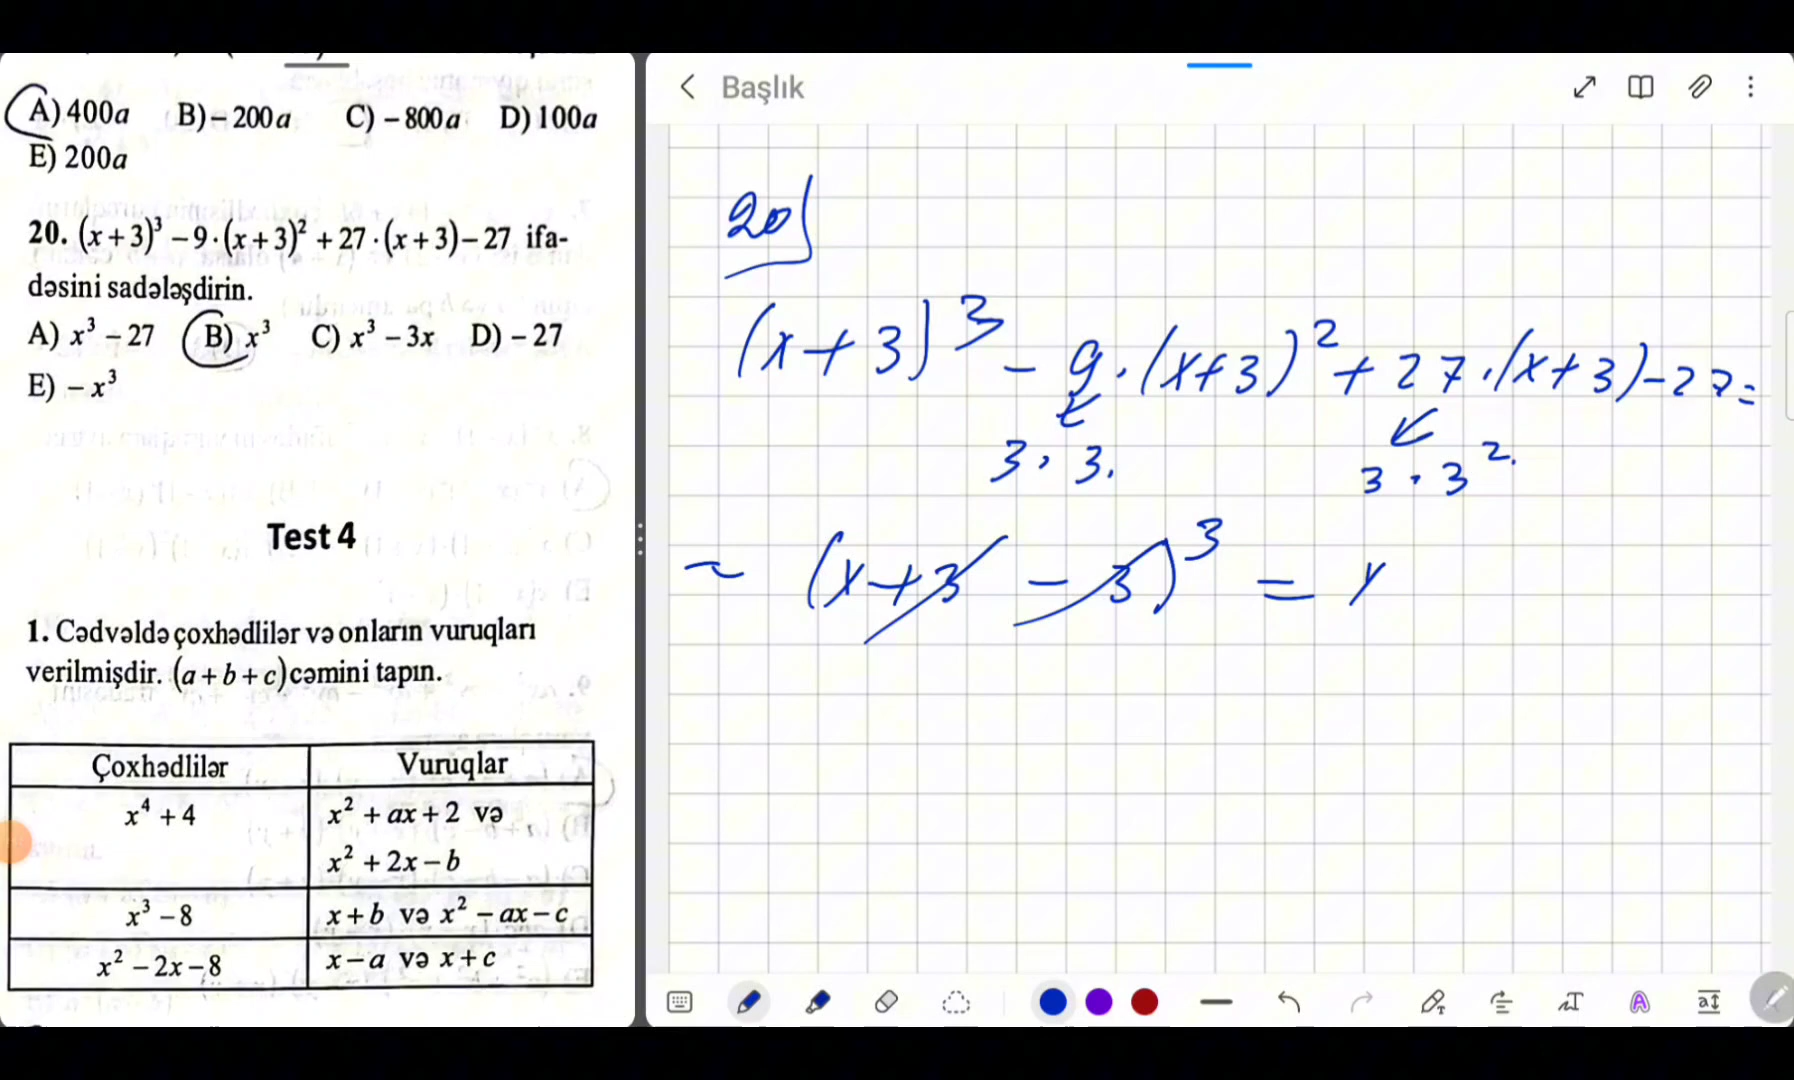 A) 400a B) – 200a C) – 800a D) 100a
E) 200a
20. (x+3)³ – 9·(x+3)² + 27·(x+3) – 27 ifa-
dəsini sadələşdirin.
A) x³ – 27 B) x³ C) x³ – 3x D) – 27
E) – x³
Test 4
1. Cədvəldə çoxhədlilər və onların vuruqları
verilmişdir. (a+b+c) cəmini tapın.
Çoxhədlilər Vuruqlar
x⁴ + 4 x² + ax + 2 və
x² + 2x – b
x³ – 8 x + b və x² – ax – c
x² – 2x – 8 x – a və x + c
Başlık
20)
(x+3)³ – 9·(x+3)² + 27·(x+3) – 27 =
3·3. 3·3².
= (x+3 – 3)³ = x